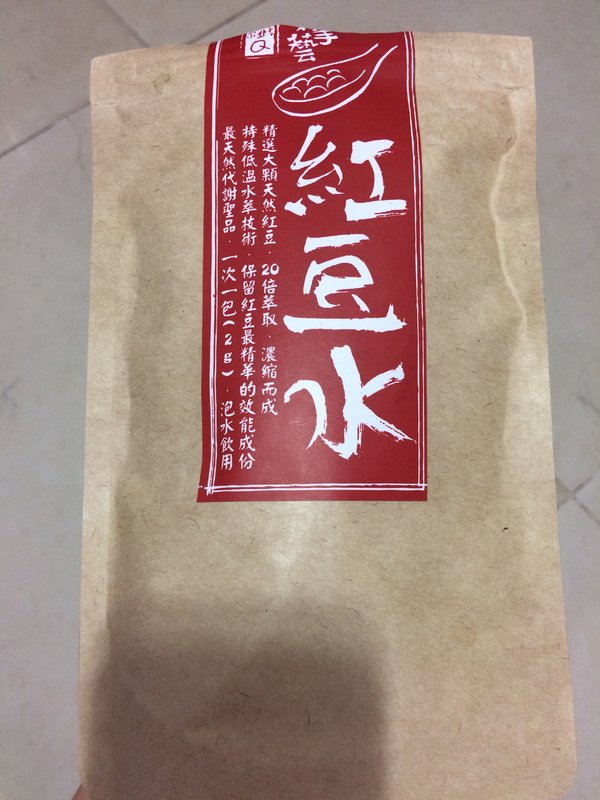 手藝
Q
紅豆水
精選大顆天然紅豆．20倍萃取、濃縮而成
特殊低溫水萃技術．保留紅豆最精華的效能成份
最天然代謝聖品．一次一包(2g)．泡水飲用